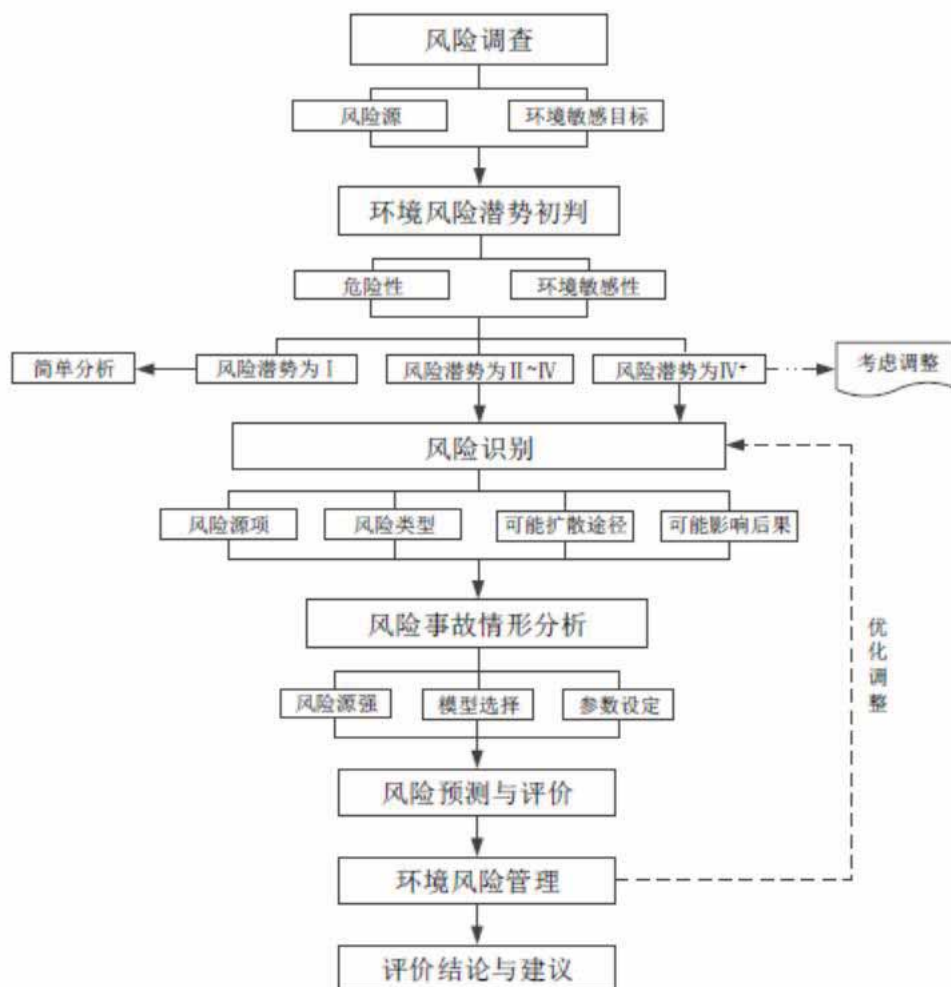 风险调查
风险源
环境敏感目标
环境风险潜势初判
危险性
环境敏感性
简单分析
风险潜势为Ⅰ
风险潜势为Ⅱ~Ⅳ
风险潜势为Ⅳ⁺
考虑调整
风险识别
风险源项
风险类型
可能扩散途径
可能影响后果
风险事故情形分析
优化调整
风险源强
模型选择
参数设定
风险预测与评价
环境风险管理
评价结论与建议